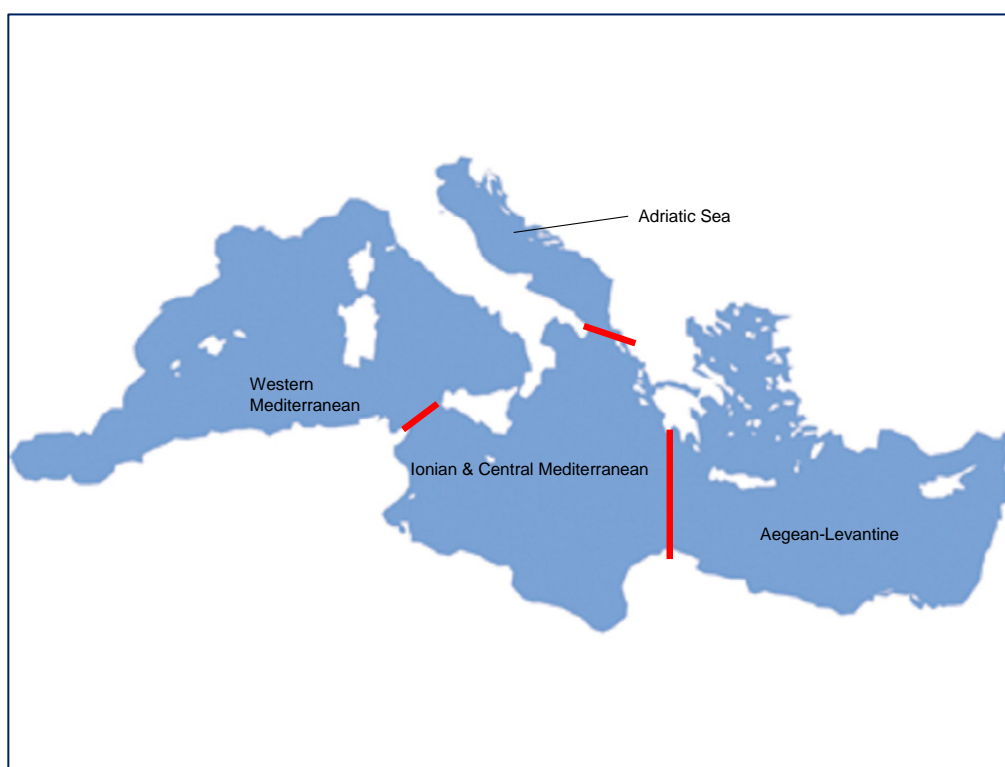 Adriatic Sea
Western
Mediterranean
Ionian & Central Mediterranean
Aegean-Levantine